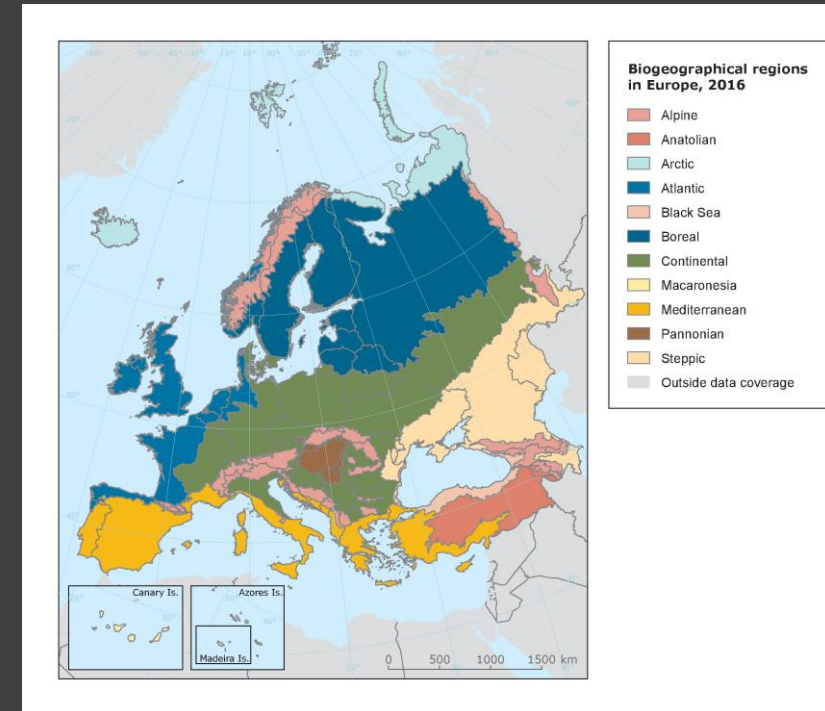 Biogeographical regions
in Europe, 2016
Alpine
Anatolian
Arctic
Atlantic
Black Sea
Boreal
Continental
Macaronesia
Mediterranean
Pannonian
Steppic
Outside data coverage
Canary Is.
Azores Is.
Madeira Is.
0 500 1000 1500 km